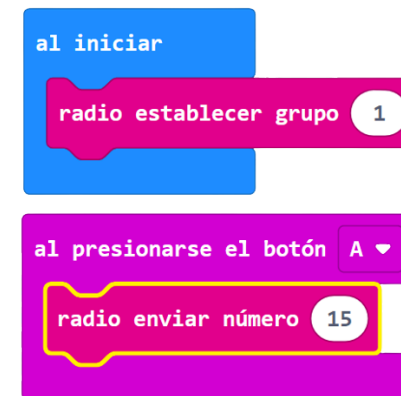 al iniciar
radio establecer grupo 1
al presionarse el botón A
radio enviar número 15